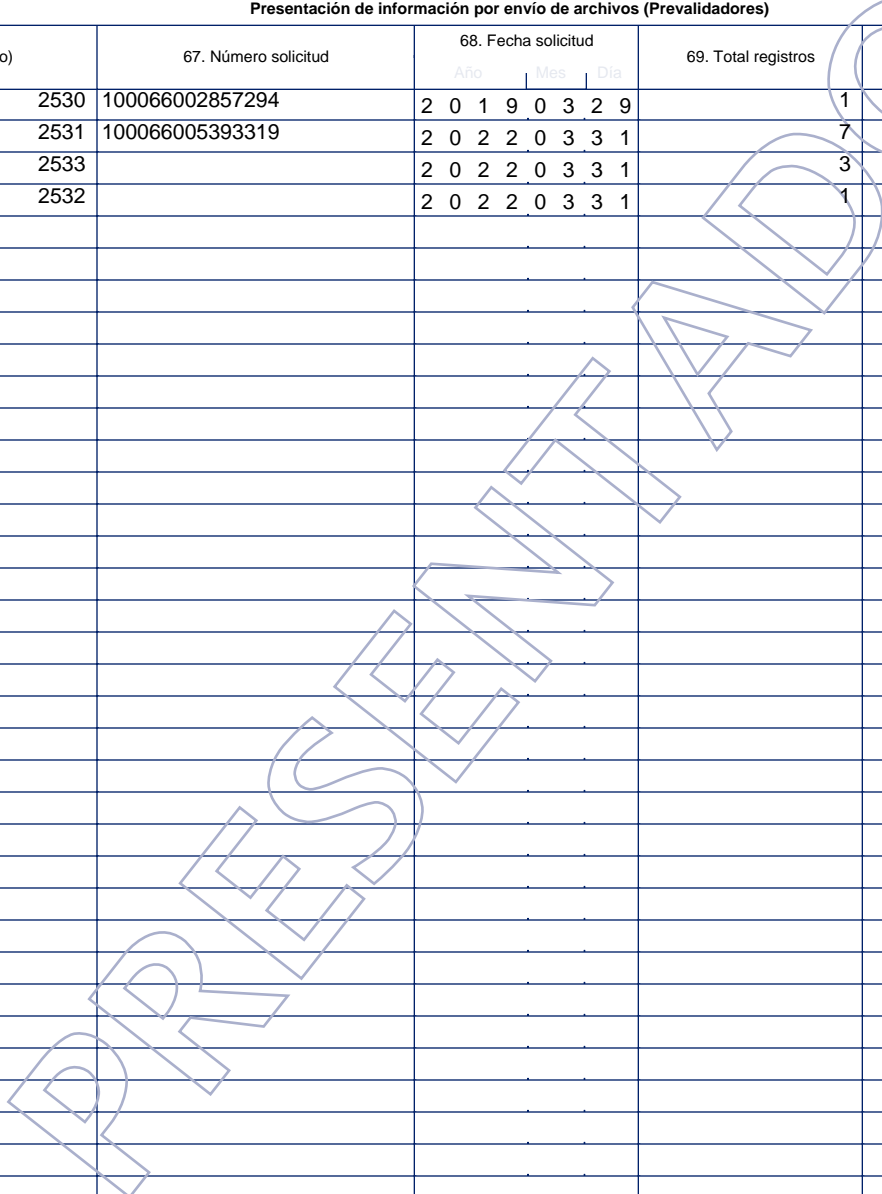 Presentación de información por envío de archivos (Prevalidadores)
o) 67. Número solicitud 68. Fecha solicitud 69. Total registros
Año Mes Día
2530 100066002857294 2 0 1 9 0 3 2 9 1
2531 100066005393319 2 0 2 2 0 3 3 1 7
2533 2 0 2 2 0 3 3 1 3
2532 2 0 2 2 0 3 3 1 1
PRESENTADO